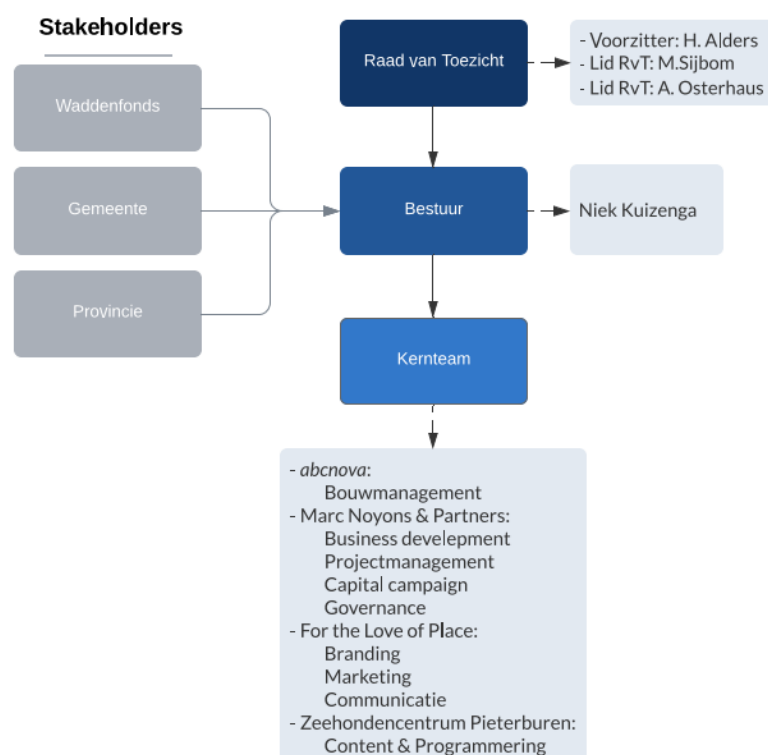 Stakeholders
Waddenfonds
Gemeente
Provincie
Raad van Toezicht
- Voorzitter: H. Alders
- Lid RvT: M.Sijbom
- Lid RvT: A. Osterhaus
Bestuur
Niek Kuizenga
Kernteam
- abcnova:
Bouwmanagement
- Marc Noyons & Partners:
Business develepment
Projectmanagement
Capital campaign
Governance
- For the Love of Place:
Branding
Marketing
Communicatie
- Zeehondencentrum Pieterburen:
Content & Programmering